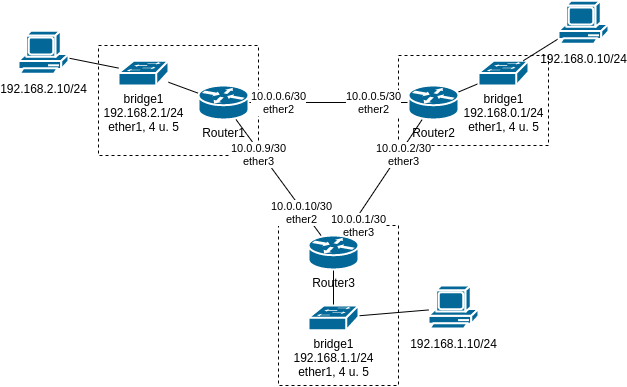 192.168.2.10/24
bridge1
192.168.2.1/24
ether1, 4 u. 5
Router1
10.0.0.6/30
ether2
10.0.0.5/30
ether2
Router2
bridge1
192.168.0.1/24
ether1, 4 u. 5
192.168.0.10/24
10.0.0.9/30
ether3
10.0.0.2/30
ether3
10.0.0.10/30
ether2
10.0.0.1/30
ether3
Router3
bridge1
192.168.1.1/24
ether1, 4 u. 5
192.168.1.10/24